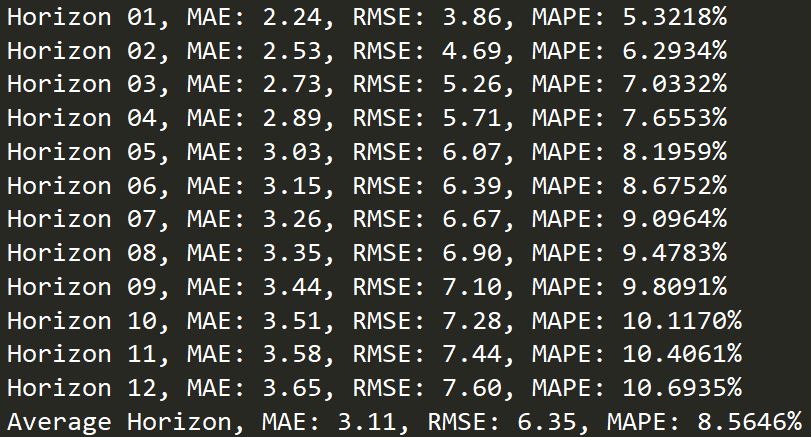 Horizon 01, MAE: 2.24, RMSE: 3.86, MAPE: 5.3218%
Horizon 02, MAE: 2.53, RMSE: 4.69, MAPE: 6.2934%
Horizon 03, MAE: 2.73, RMSE: 5.26, MAPE: 7.0332%
Horizon 04, MAE: 2.89, RMSE: 5.71, MAPE: 7.6553%
Horizon 05, MAE: 3.03, RMSE: 6.07, MAPE: 8.1959%
Horizon 06, MAE: 3.15, RMSE: 6.39, MAPE: 8.6752%
Horizon 07, MAE: 3.26, RMSE: 6.67, MAPE: 9.0964%
Horizon 08, MAE: 3.35, RMSE: 6.90, MAPE: 9.4783%
Horizon 09, MAE: 3.44, RMSE: 7.10, MAPE: 9.8091%
Horizon 10, MAE: 3.51, RMSE: 7.28, MAPE: 10.1170%
Horizon 11, MAE: 3.58, RMSE: 7.44, MAPE: 10.4061%
Horizon 12, MAE: 3.65, RMSE: 7.60, MAPE: 10.6935%
Average Horizon, MAE: 3.11, RMSE: 6.35, MAPE: 8.5646%